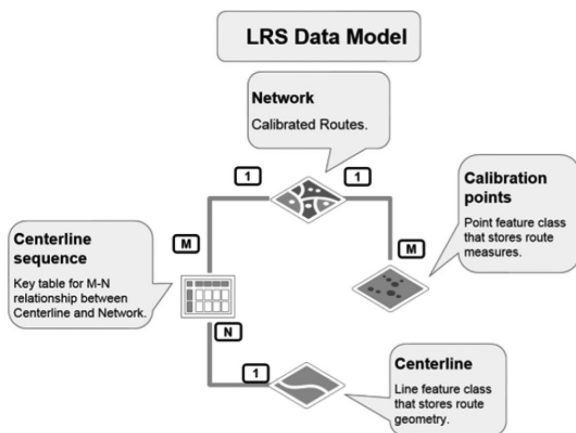 LRS Data Model
Network
Calibrated Routes.
1
1
Calibration
points
Point feature class
that stores route
measures.
M
M
Centerline
sequence
Key table for M-N
relationship between
Centerline and Network.
N
1
Centerline
Line feature class
that stores route
geometry.